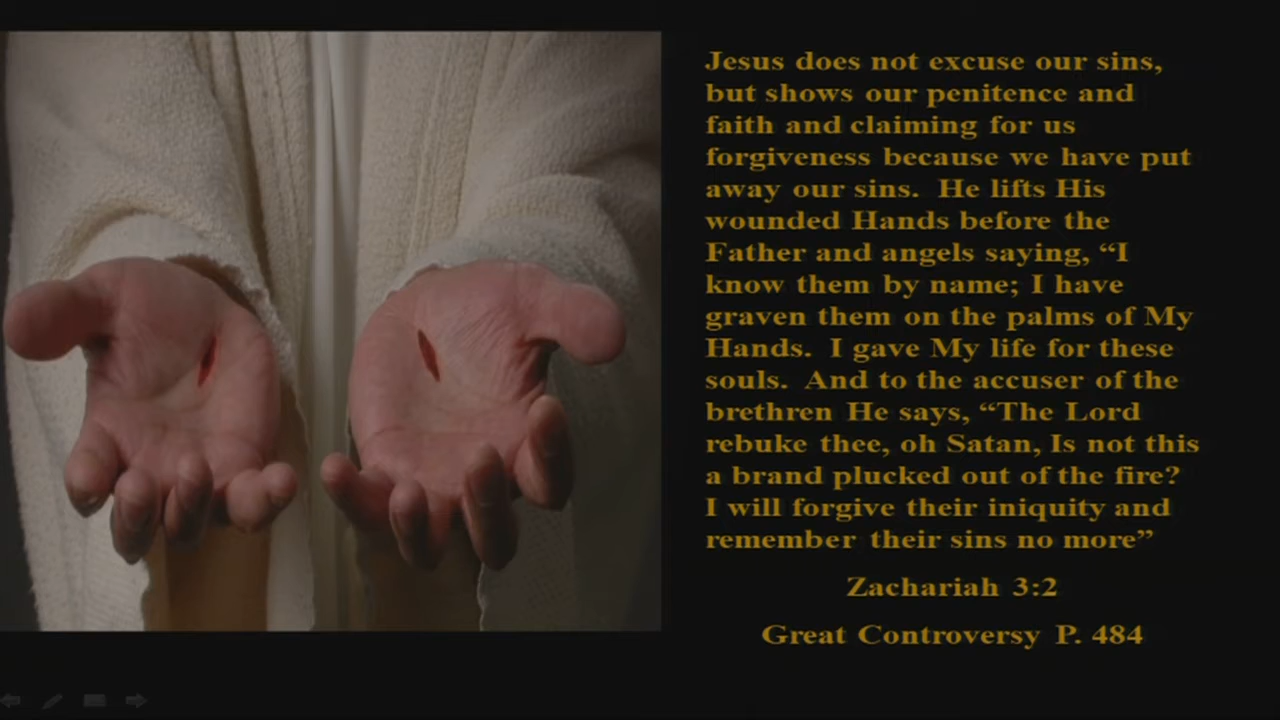 Jesus does not excuse our sins,
but shows our penitence and
faith and claiming for us
forgiveness because we have put
away our sins.  He lifts His
wounded Hands before the
Father and angels saying, “I
know them by name; I have
graven them on the palms of My
Hands.  I gave My life for these
souls.  And to the accuser of the
brethren He says, “The Lord
rebuke thee, oh Satan, Is not this
a brand plucked out of the fire?
I will forgive their iniquity and
remember their sins no more”
Zachariah 3:2
Great Controversy P. 484